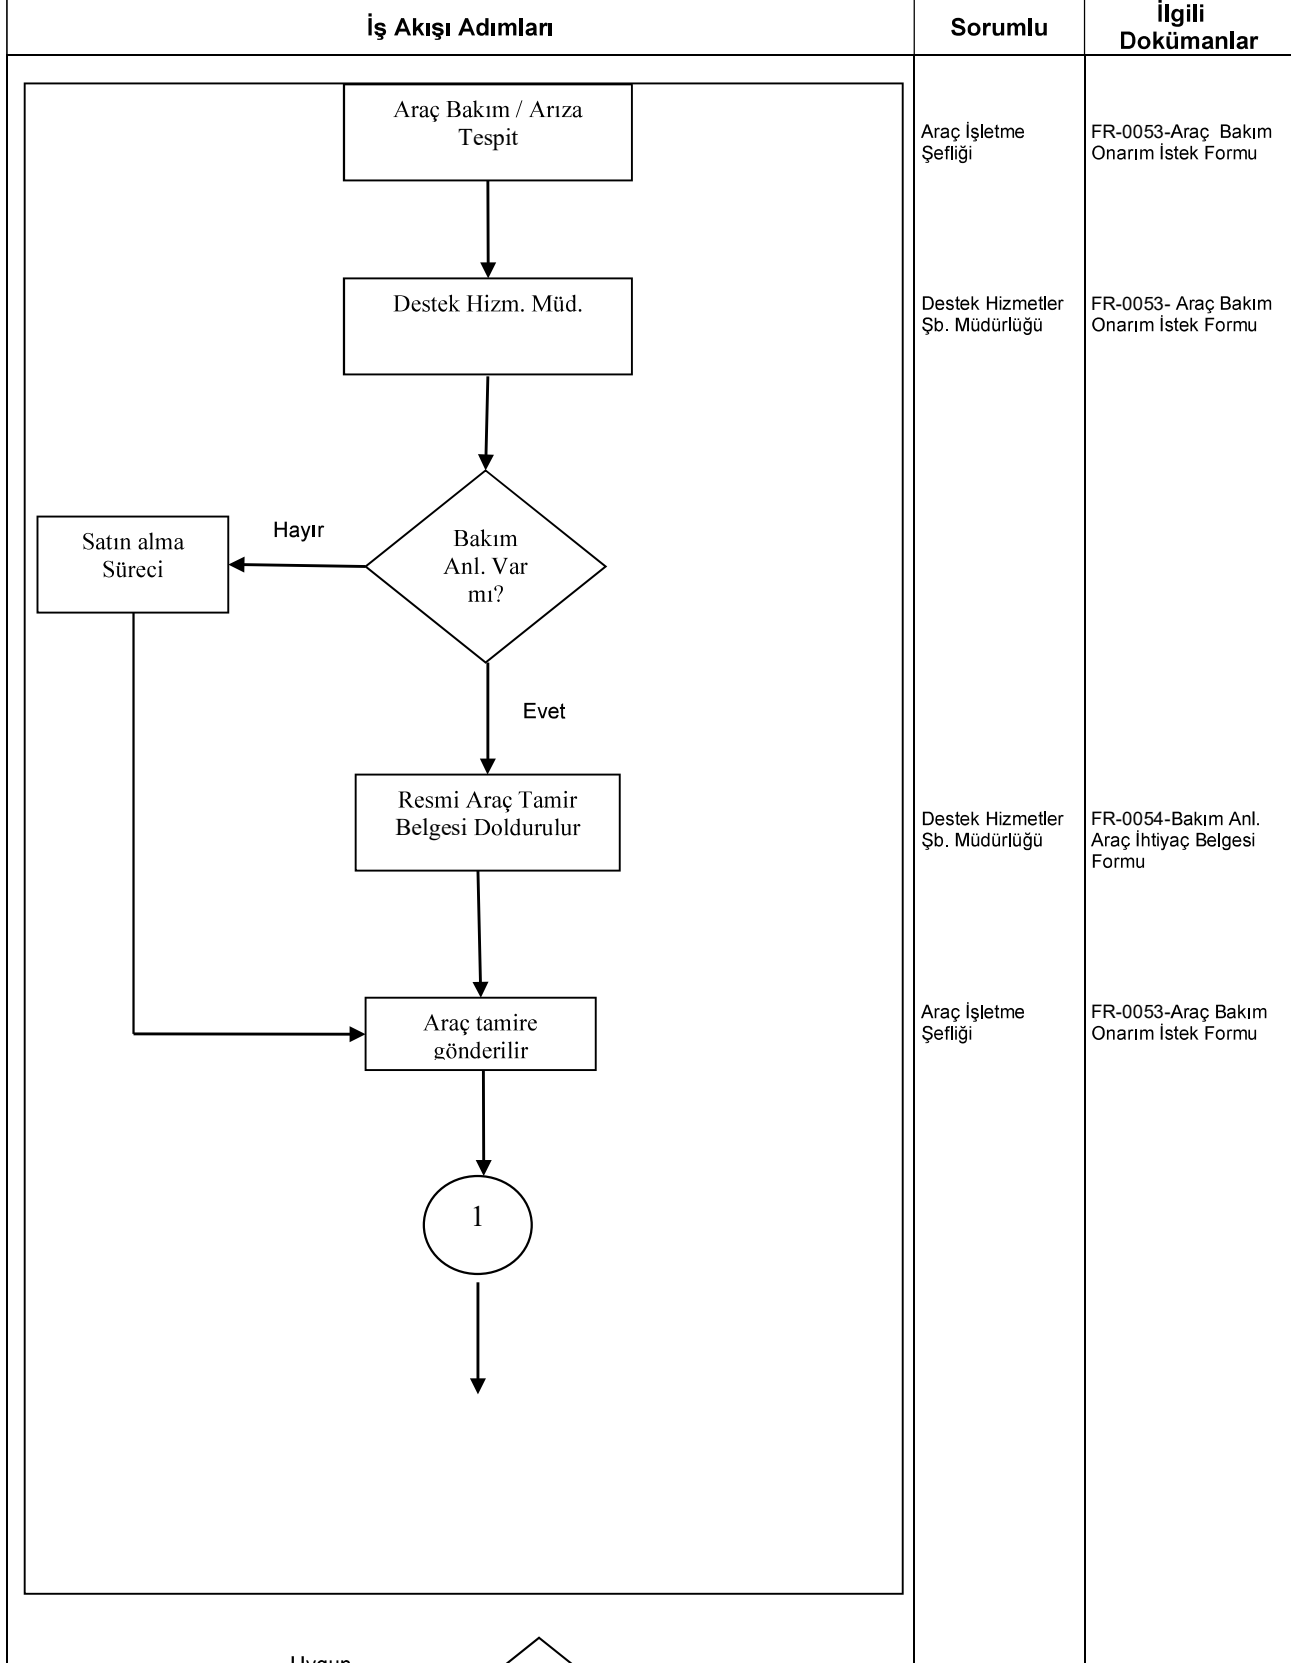 İş Akışı Adımları
Sorumlu
İlgili
Dokümanlar
Araç Bakım / Arıza
Tespit
Araç İşletme
Şefliği
FR-0053-Araç Bakım
Onarım İstek Formu
Destek Hizm. Müd.
Destek Hizmetler
Şb. Müdürlüğü
FR-0053- Araç Bakım
Onarım İstek Formu
Satın alma
Süreci
Hayır
Bakım
Anl. Var
mı?
Evet
Resmi Araç Tamir
Belgesi Doldurulur
Destek Hizmetler
Şb. Müdürlüğü
FR-0054-Bakım Anl.
Araç İhtiyaç Belgesi
Formu
Araç tamire
gönderilir
Araç İşletme
Şefliği
FR-0053-Araç Bakım
Onarım İstek Formu
1
Uygun